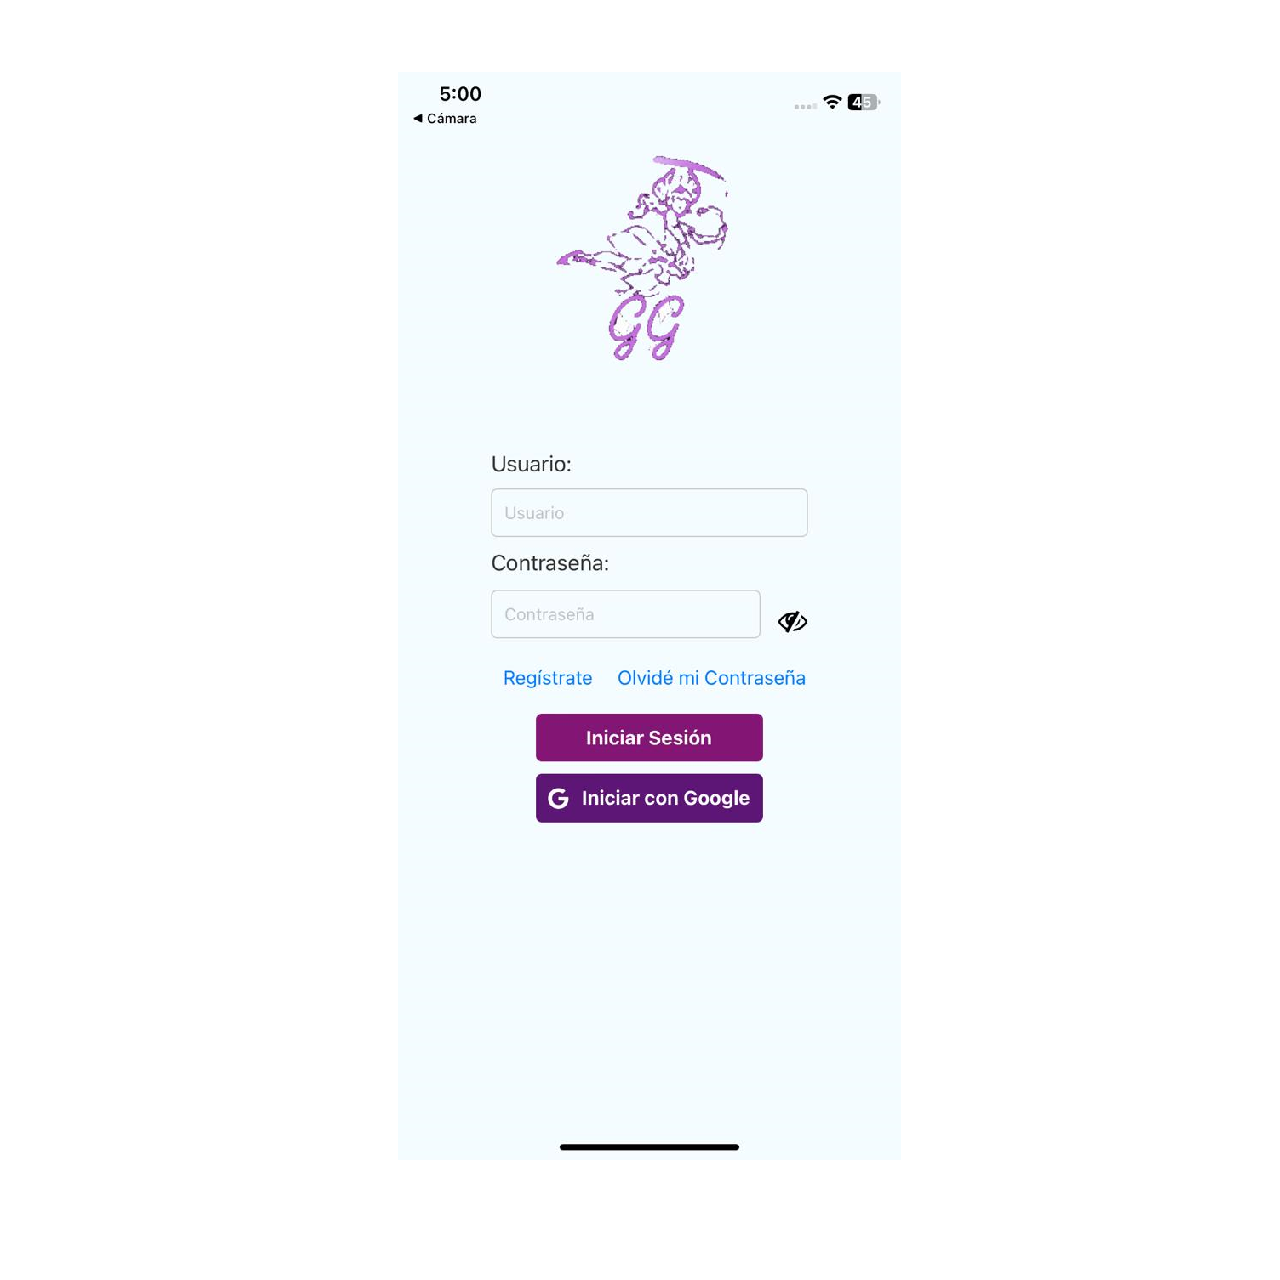 5:00
45
◀ Cámara
GG
Usuario:
Usuario
Contraseña:
Contraseña
Regístrate Olvidé mi Contraseña
Iniciar Sesión
G Iniciar con Google